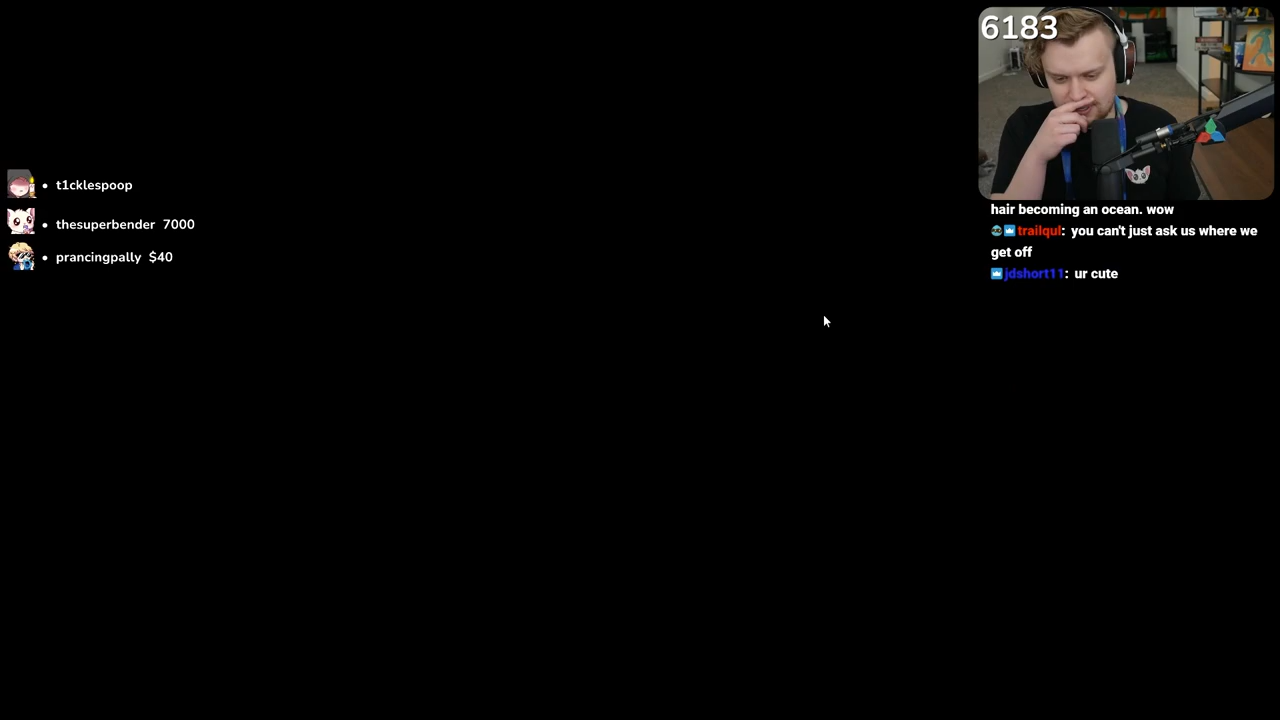 6183
t1cklespoop
thesuperbender 7000
prancingpally $40
hair becoming an ocean. wow
trailqul: you can't just ask us where we
get off
jdshort11: ur cute